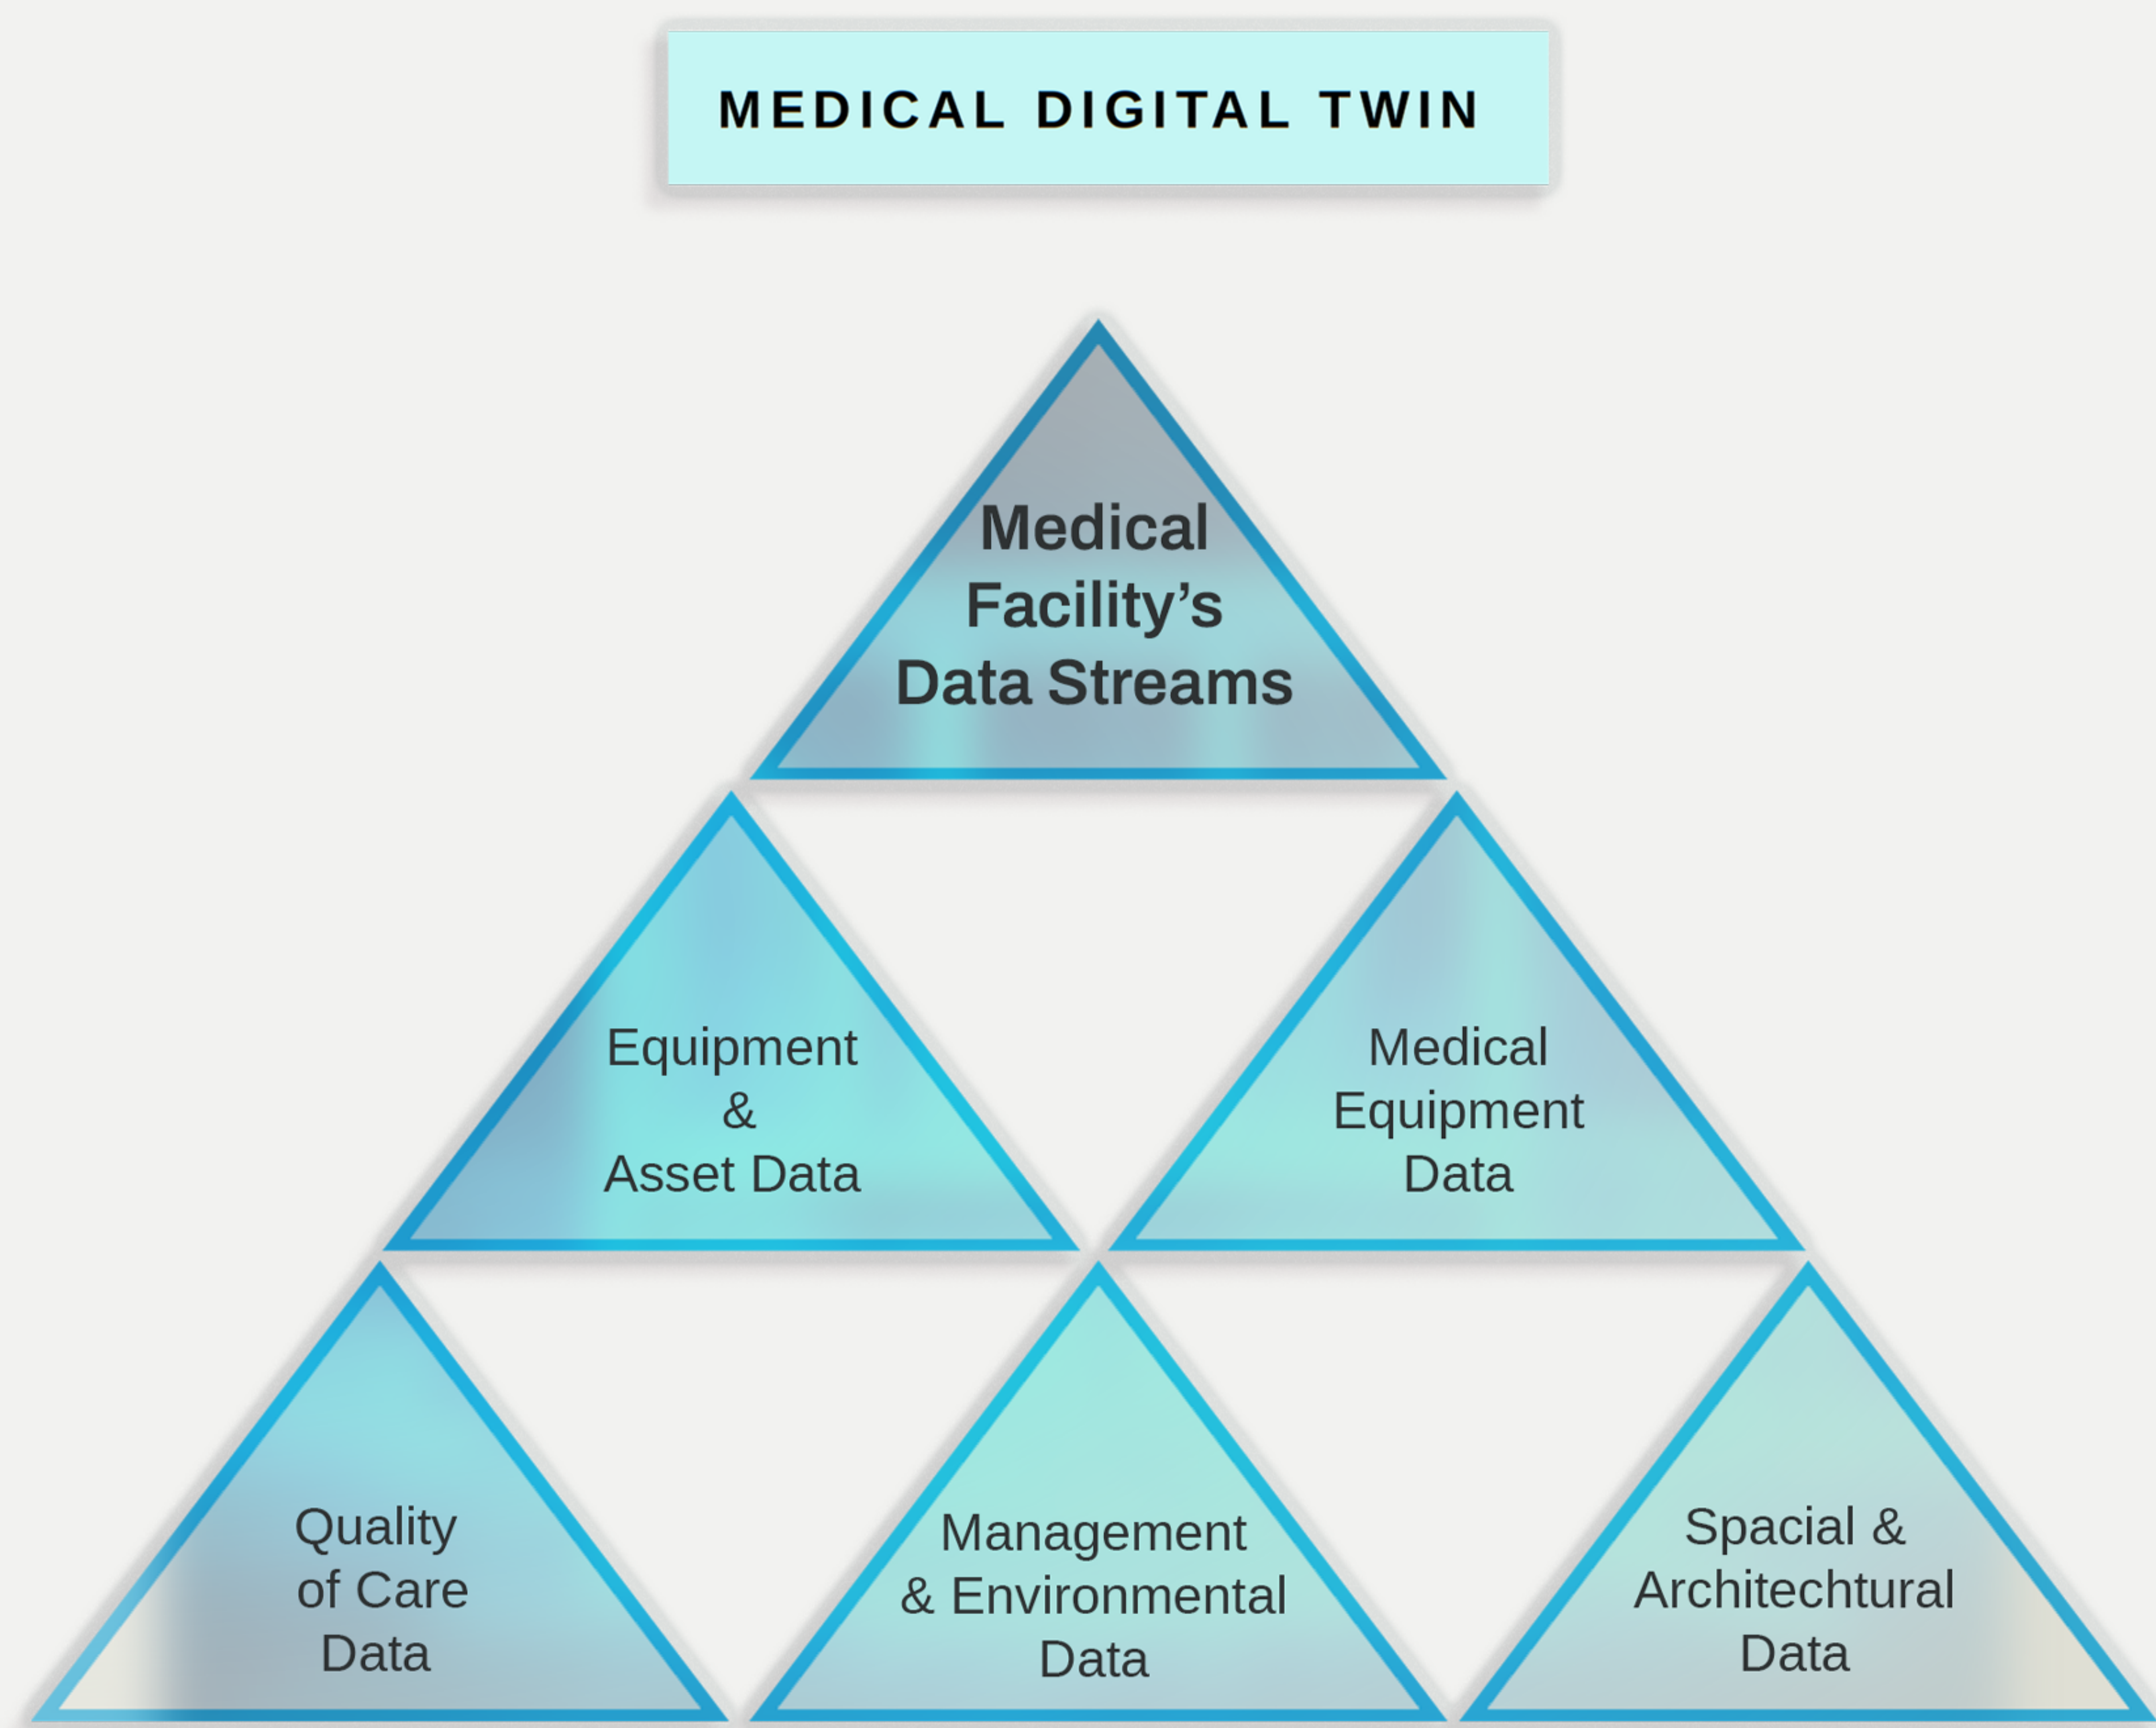 MEDICAL DIGITAL TWIN
Medical
Facility’s
Data Streams
Equipment
&
Asset Data
Medical
Equipment
Data
Quality
of Care
Data
Management
& Environmental
Data
Spacial &
Architechtural
Data